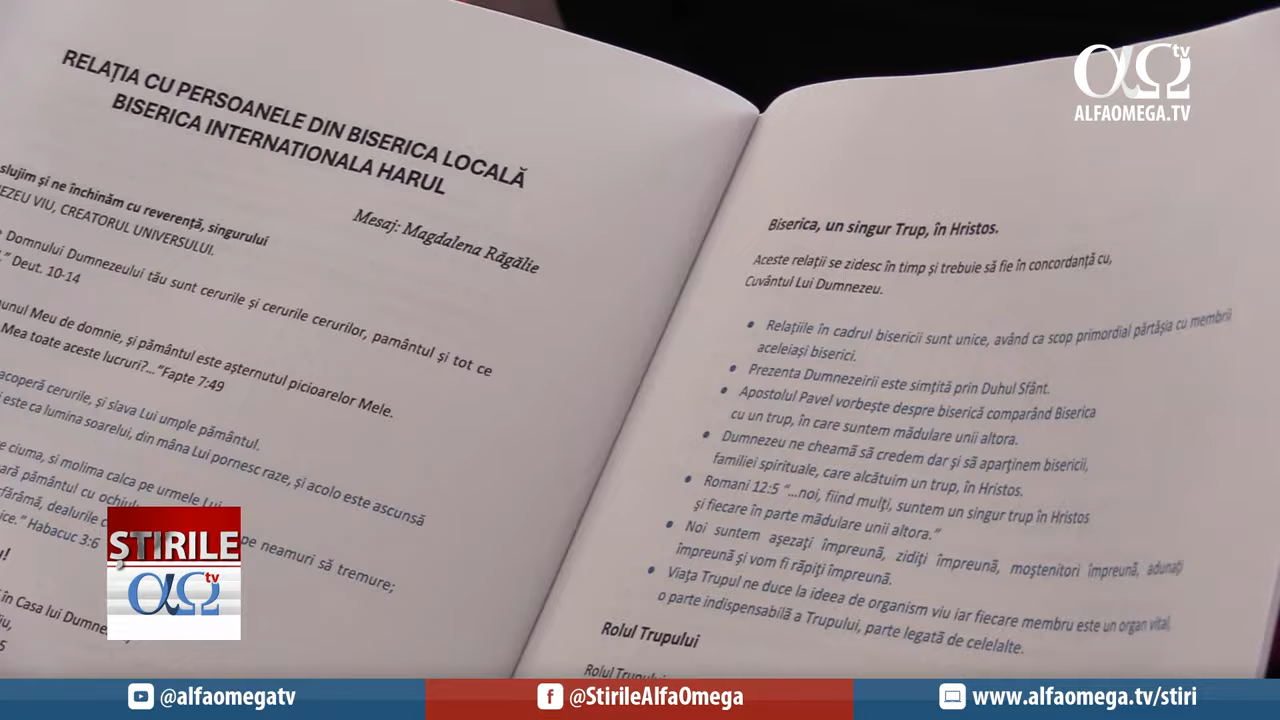 RELAȚIA CU PERSOANELE DIN BISERICA LOCALĂ
BISERICA INTERNATIONALA HARUL
Mesaj: Magdalena Răgălie
slujim și ne închinăm cu reverență, singurului
VIU, CREATORUL UNIVERSULUI.
Domnului Dumnezeului tău sunt cerurile și cerurile cerurilor, pamântul și tot ce
.” Deut. 10-14
Meu de domnie, și pământul este așternutul picioarelor Mele.
Mea toate aceste lucruri?...”Fapte 7:49
acoperă cerurile, și slava Lui umple pământul.
este ca lumina soarelui, din mâna Lui pornesc raze, și acolo este ascunsă
ciuma, si molima calca pe urmele Lui
pământul cu
pe neamuri să tremure;
dealurile
Habacuc 3:6
în Casa lui
Biserica, un singur Trup, în Hristos.
Aceste relații se zidesc în timp și trebuie să fie în concordanță cu,
Cuvântul Lui Dumnezeu.
• Relațiile în cadrul bisericii sunt unice, având ca scop primordial părtășia cu membrii
aceleiași biserici.
• Prezenta Dumnezeirii este simțită prin Duhul Sfânt.
• Apostolul Pavel vorbește despre biserică comparând Biserica
cu un trup, în care suntem mădulare unii altora.
• Dumnezeu ne cheamă să credem dar și să aparținem bisericii,
familiei spirituale, care alcătuim un trup, în Hristos.
• Romani 12:5 “...noi, fiind mulți, suntem un singur trup în Hristos
și fiecare în parte mădulare unii altora.”
• Noi suntem așezați împreună, zidiți împreună, moștenitori împreună, adunați
împreună și vom fi răpiți împreună.
• Viața Trupul ne duce la ideea de organism viu iar fiecare membru este un organ vital,
o parte indispensabilă a Trupului, parte legată de celelalte.
Rolul Trupului
Rolul Trupului
αΩ tv
ALFAOMEGA.TV
ȘTIRILE
αΩ tv
@alfaomegatv
@StirileAlfaOmega
www.alfaomega.tv/stiri